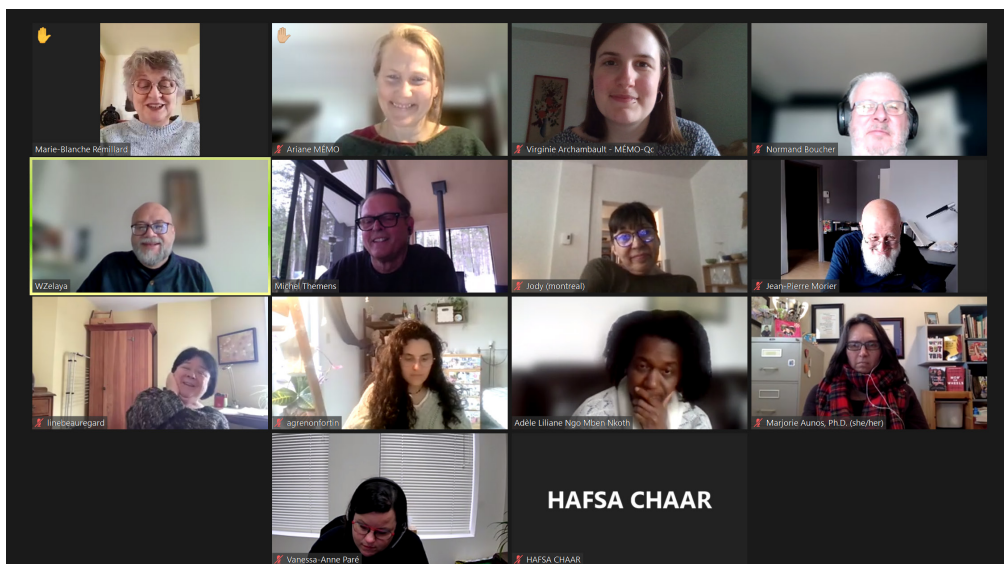 Marie-Blanche Rémillard
Ariane MÉMO
Virginie Archambault - MÉMO-Qc
Normand Boucher
WZelaya
Michel Themens
Jody (montreal)
Jean-Pierre Morier
linebeauregard
agrenonfortin
Adèle Liliane Ngo Mben Nkoth
Marjorie Aunos, Ph.D. (she/her)
Vanessa-Anne Paré
HAFSA CHAAR
HAFSA CHAAR